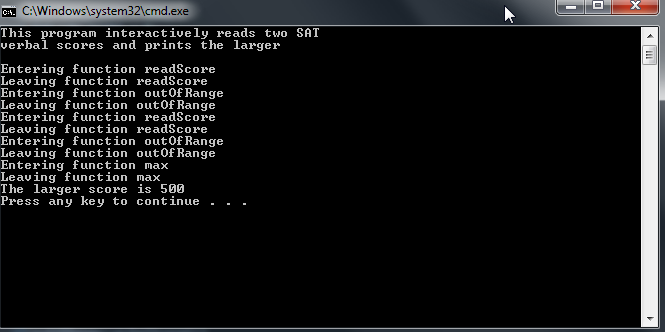 C:\Windows\system32\cmd.exe
This program interactively reads two SAT
verbal scores and prints the larger
Entering function readScore
Leaving function readScore
Entering function outOfRange
Leaving function outOfRange
Entering function readScore
Leaving function readScore
Entering function outOfRange
Leaving function outOfRange
Entering function max
Leaving function max
The larger score is 500
Press any key to continue . . .